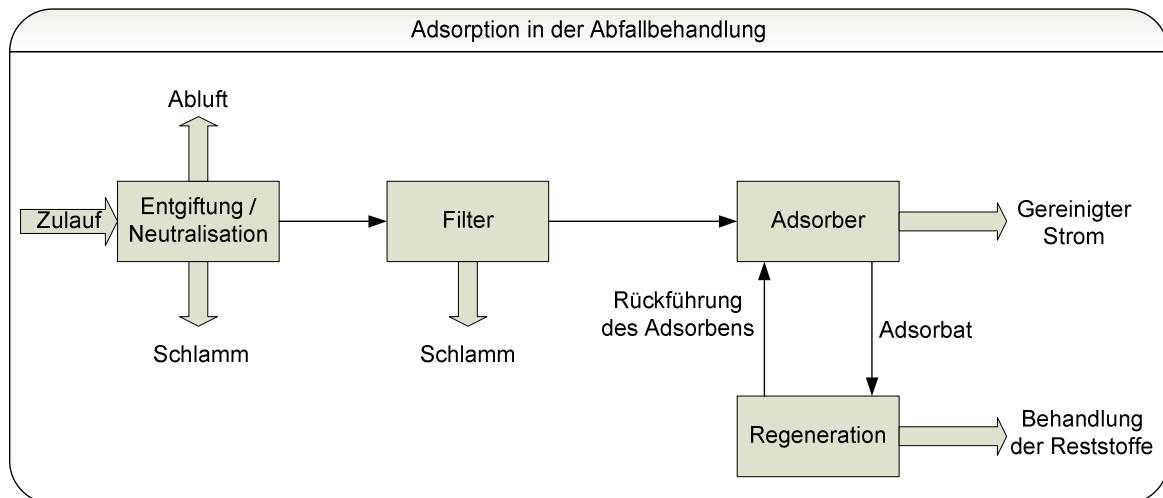 Adsorption in der Abfallbehandlung
Abluft
Zulauf
Entgiftung /
Neutralisation
Filter
Adsorber
Gereinigter
Strom
Schlamm
Schlamm
Rückführung
des Adsorbens
Adsorbat
Regeneration
Behandlung
der Reststoffe